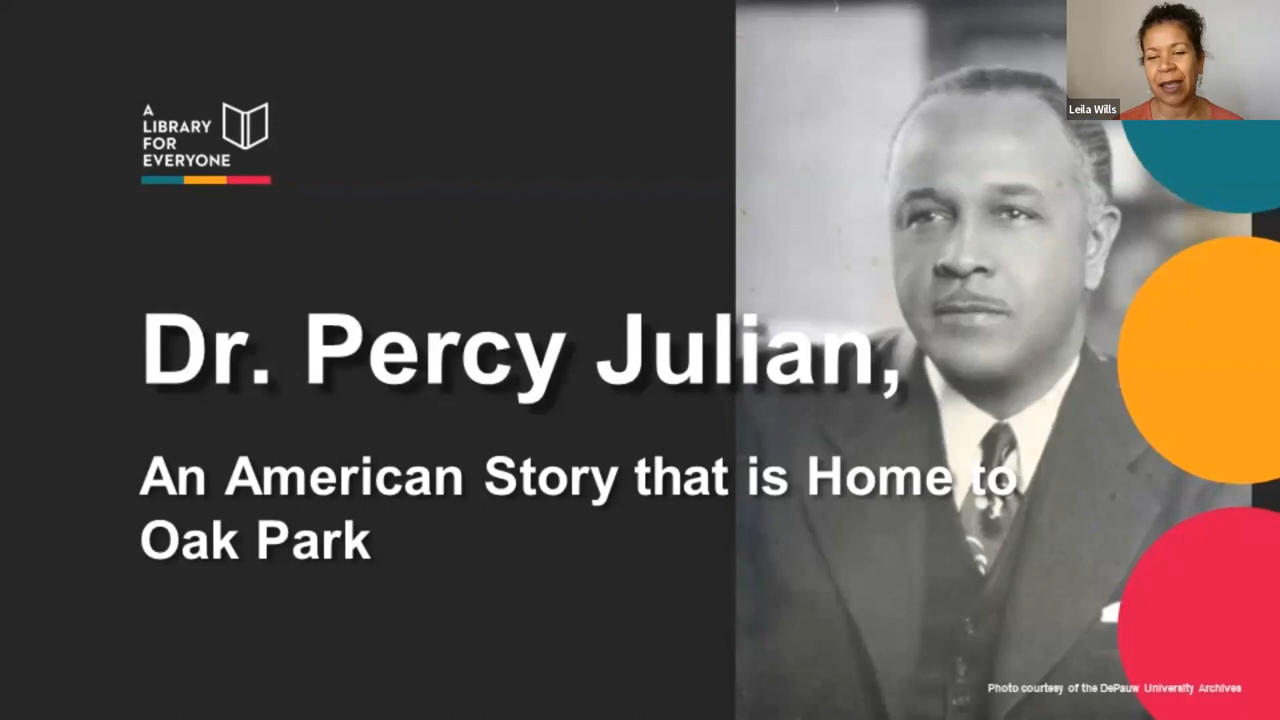 A
LIBRARY
FOR
EVERYONE
Leila Wills
Dr. Percy Julian,
An American Story that is Home to
Oak Park
Photo courtesy of the DePauw University Archives